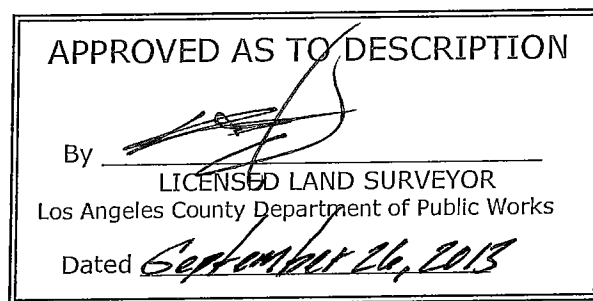 APPROVED AS TO DESCRIPTION
By
LICENSED LAND SURVEYOR
Los Angeles County Department of Public Works
Dated September 26, 2013